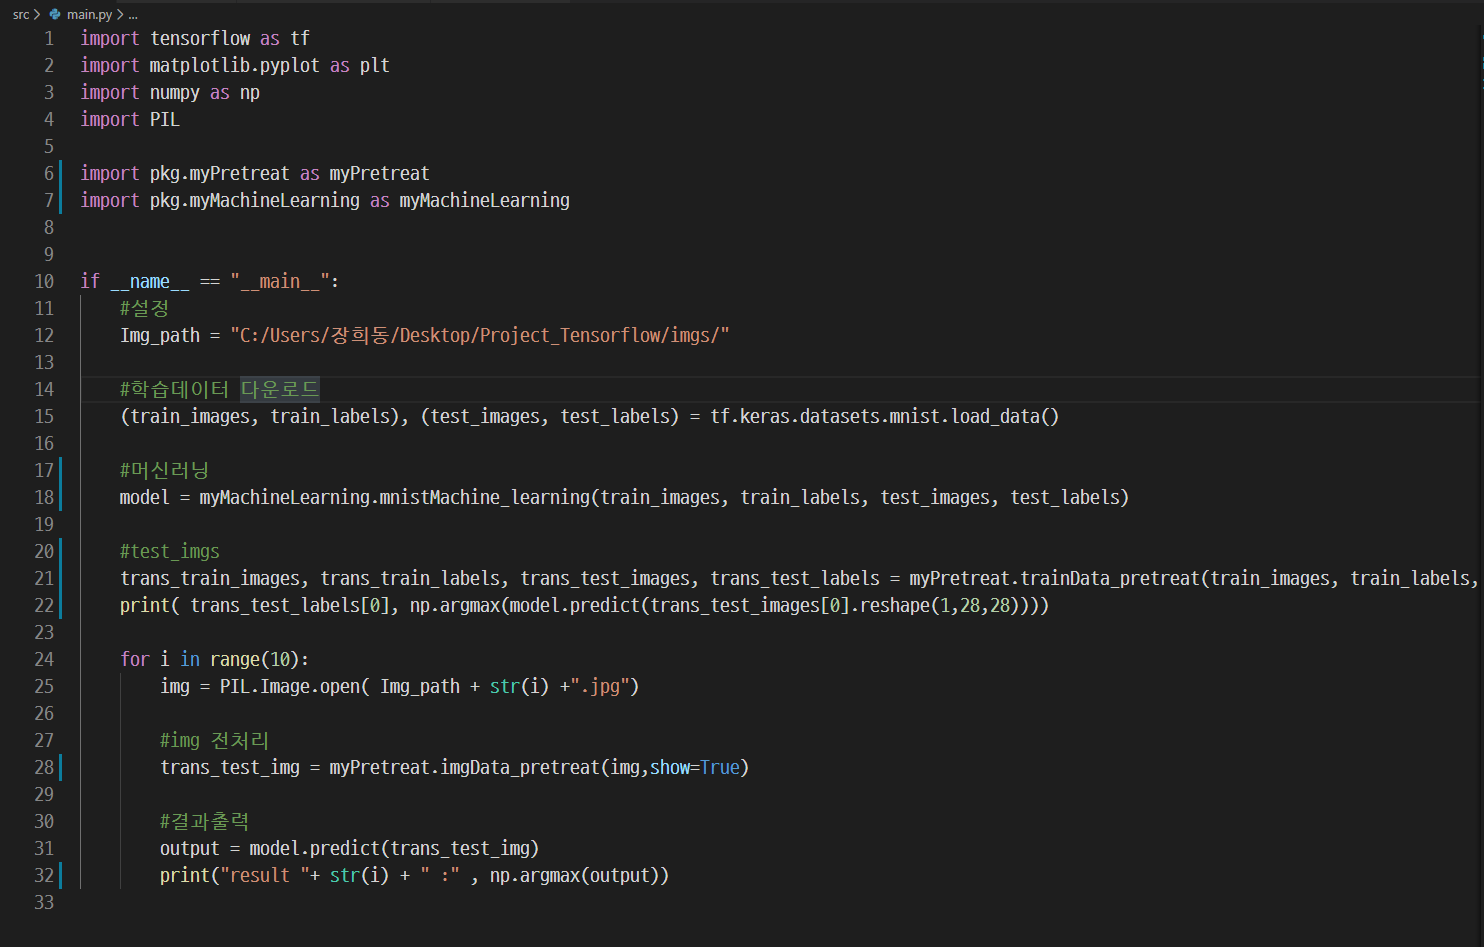 src > main.py > ...
1 import tensorflow as tf
2 import matplotlib.pyplot as plt
3 import numpy as np
4 import PIL
5
6 import pkg.myPretreat as myPretreat
7 import pkg.myMachineLearning as myMachineLearning
8
9
10 if __name__ == "__main__":
11     #설정
12     Img_path = "C:/Users/장희동/Desktop/Project_Tensorflow/imgs/"
13
14     #학습데이터 다운로드
15     (train_images, train_labels), (test_images, test_labels) = tf.keras.datasets.mnist.load_data()
16
17     #머신러닝
18     model = myMachineLearning.mnistMachine_learning(train_images, train_labels, test_images, test_labels)
19
20     #test_imgs
21     trans_train_images, trans_train_labels, trans_test_images, trans_test_labels = myPretreat.trainData_pretreat(train_images, train_labels,
22     print( trans_test_labels[0], np.argmax(model.predict(trans_test_images[0].reshape(1,28,28))))
23
24     for i in range(10):
25         img = PIL.Image.open( Img_path + str(i) +".jpg")
26
27         #img 전처리
28         trans_test_img = myPretreat.imgData_pretreat(img,show=True)
29
30         #결과출력
31         output = model.predict(trans_test_img)
32         print("result "+ str(i) + " :" , np.argmax(output))
33